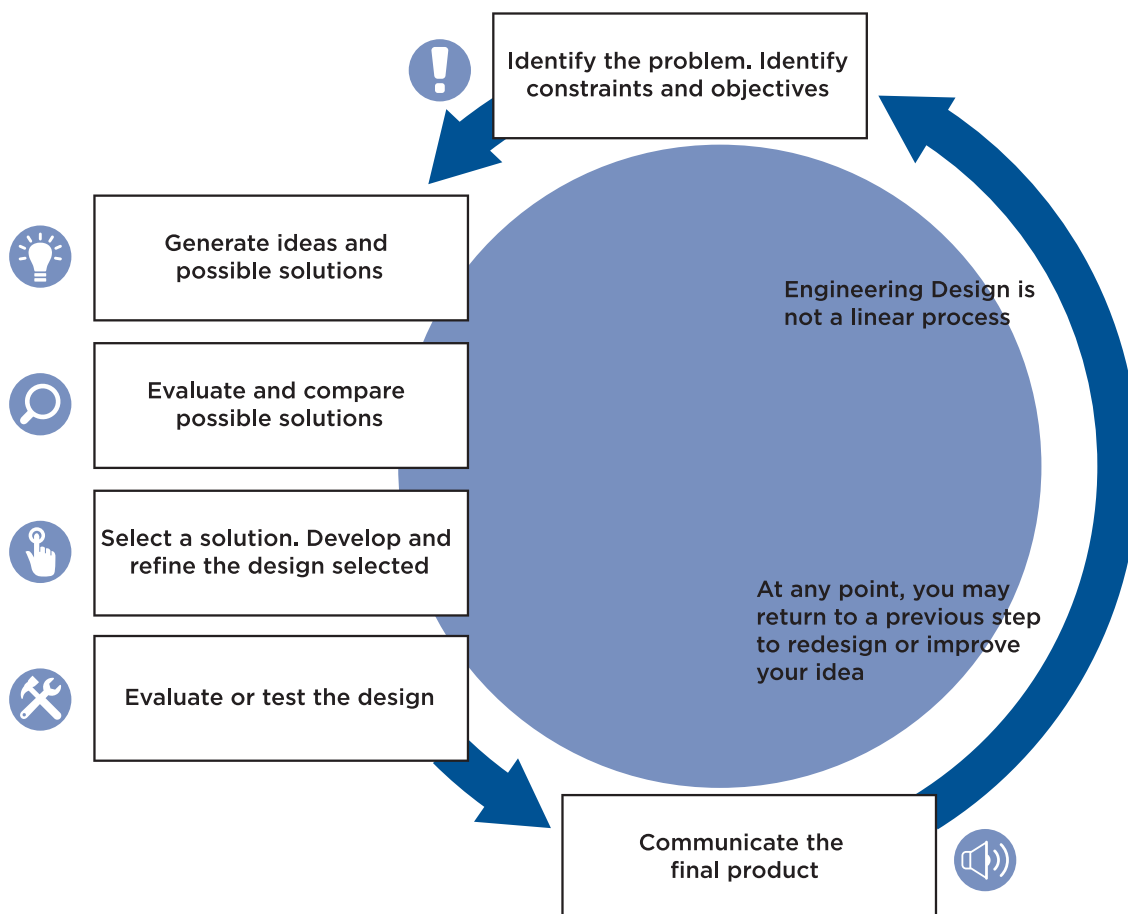 Identify the problem. Identify
constraints and objectives
Generate ideas and
possible solutions
Evaluate and compare
possible solutions
Select a solution. Develop and
refine the design selected
Evaluate or test the design
Communicate the
final product
Engineering Design is
not a linear process
At any point, you may
return to a previous step
to redesign or improve
your idea